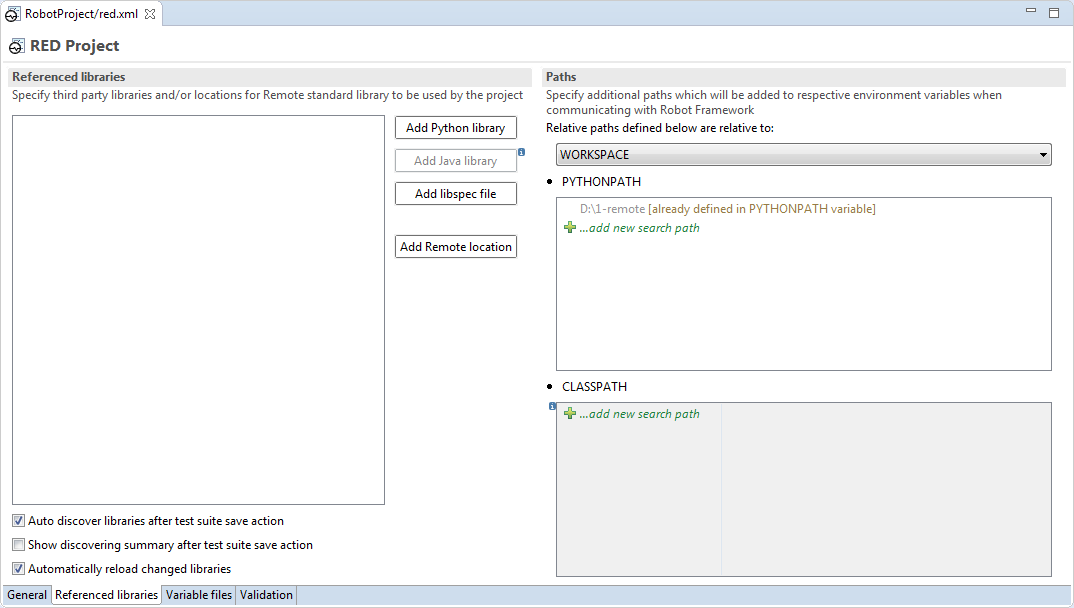 RobotProject/red.xml
RED Project
Referenced libraries
Specify third party libraries and/or locations for Remote standard library to be used by the project
Add Python library
Add Java library
Add libspec file
Add Remote location
Auto discover libraries after test suite save action
Show discovering summary after test suite save action
Automatically reload changed libraries
Paths
Specify additional paths which will be added to respective environment variables when
communicating with Robot Framework
Relative paths defined below are relative to:
WORKSPACE
PYTHONPATH
D:\1-remote [already defined in PYTHONPATH variable]
...add new search path
CLASSPATH
...add new search path
General
Referenced libraries
Variable files
Validation